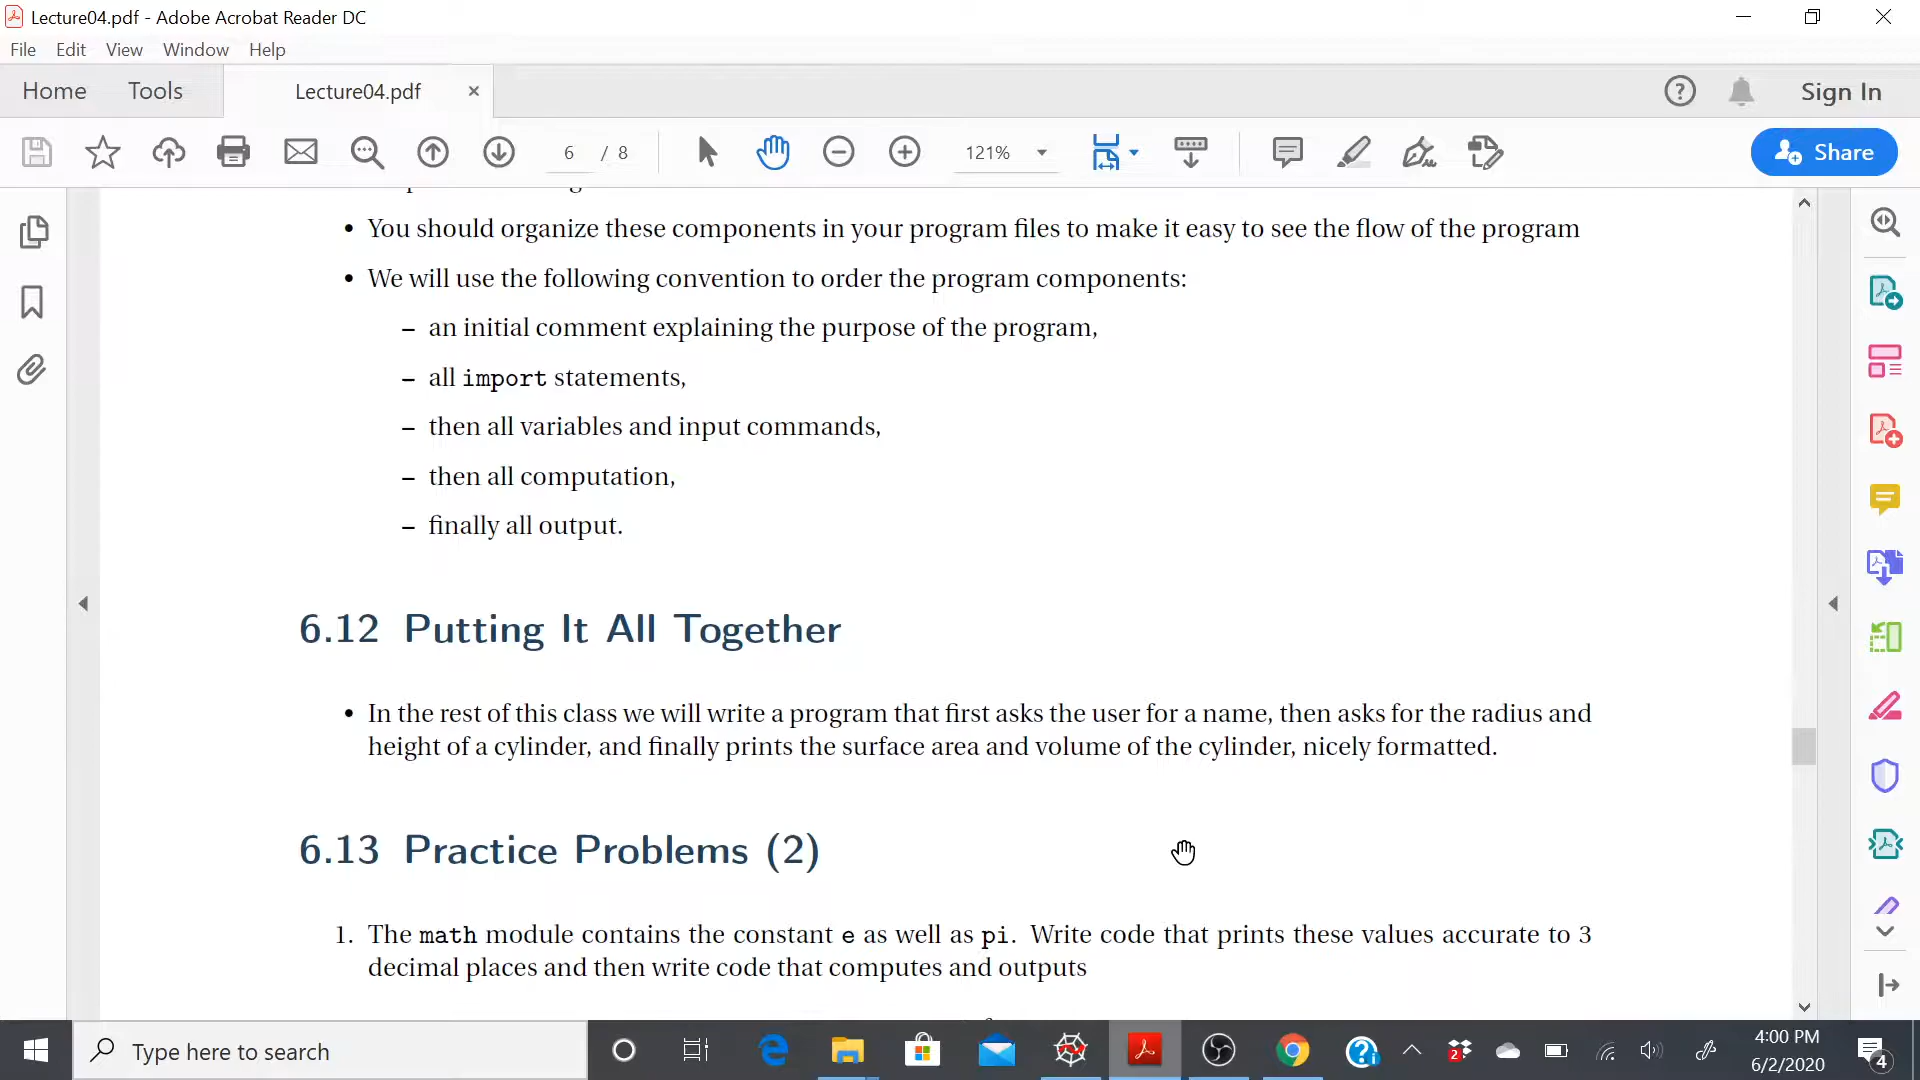 Lecture04.pdf - Adobe Acrobat Reader DC
File Edit View Window Help
Home Tools Lecture04.pdf × Sign In
6 / 8 121% Share
• You should organize these components in your program files to make it easy to see the flow of the program
• We will use the following convention to order the program components:
– an initial comment explaining the purpose of the program,
– all import statements,
– then all variables and input commands,
– then all computation,
– finally all output.
6.12 Putting It All Together
• In the rest of this class we will write a program that first asks the user for a name, then asks for the radius and
height of a cylinder, and finally prints the surface area and volume of the cylinder, nicely formatted.
6.13 Practice Problems (2)
1. The math module contains the constant e as well as pi. Write code that prints these values accurate to 3
decimal places and then write code that computes and outputs
Type here to search
2
4:00 PM
6/2/2020
4